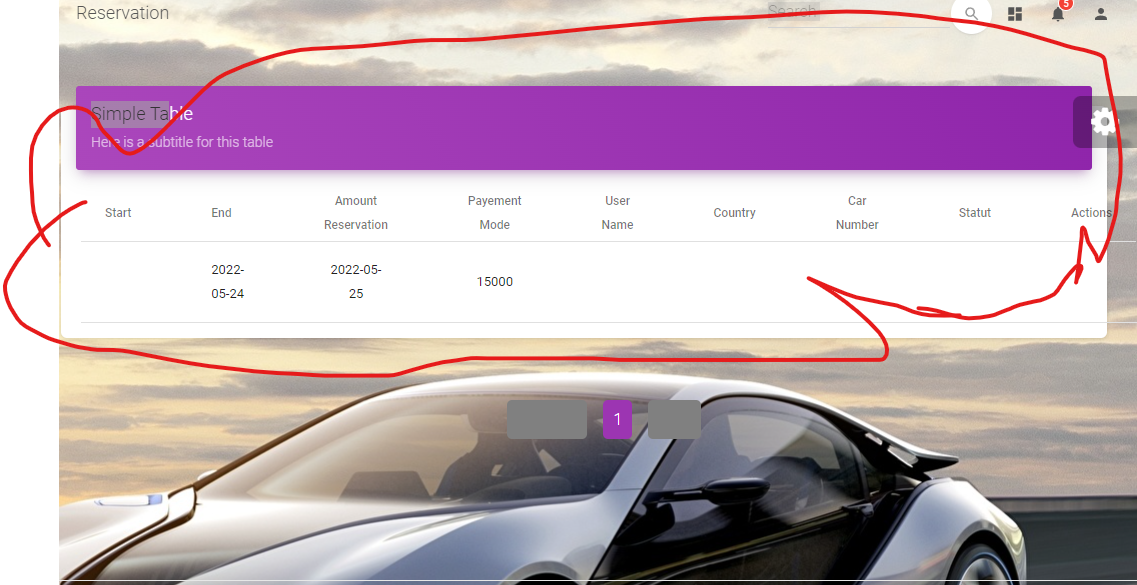 Reservation
Search
5
Simple Table
Here is a subtitle for this table
Start End Amount Reservation Payement Mode User Name Country Car Number Statut Actions
2022-05-24 2022-05-25 15000
1